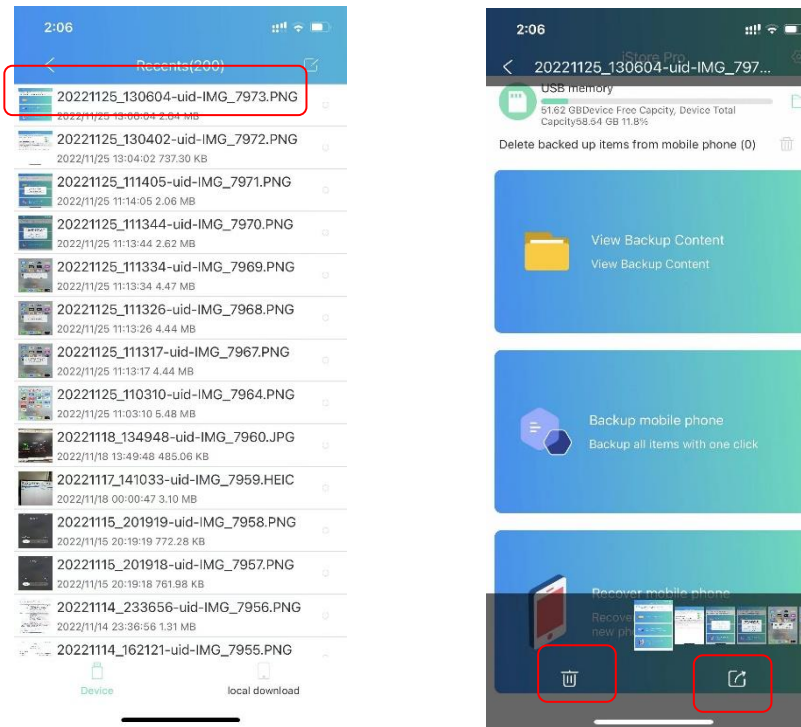 2:06
Recents(200)
20221125_130604-uid-IMG_7973.PNG
2022/11/25 13:06:04 2.64 MB
20221125_130402-uid-IMG_7972.PNG
2022/11/25 13:04:02 737.30 KB
20221125_111405-uid-IMG_7971.PNG
2022/11/25 11:14:05 2.06 MB
20221125_111344-uid-IMG_7970.PNG
2022/11/25 11:13:44 2.62 MB
20221125_111334-uid-IMG_7969.PNG
2022/11/25 11:13:34 4.47 MB
20221125_111326-uid-IMG_7968.PNG
2022/11/25 11:13:26 4.44 MB
20221125_111317-uid-IMG_7967.PNG
2022/11/25 11:13:17 4.44 MB
20221125_110310-uid-IMG_7964.PNG
2022/11/25 11:03:10 5.48 MB
20221118_134948-uid-IMG_7960.JPG
2022/11/18 13:49:48 485.06 KB
20221117_141033-uid-IMG_7959.HEIC
2022/11/18 00:00:47 3.10 MB
20221115_201919-uid-IMG_7958.PNG
2022/11/15 20:19:19 772.28 KB
20221115_201918-uid-IMG_7957.PNG
2022/11/15 20:19:18 761.98 KB
20221114_233656-uid-IMG_7956.PNG
2022/11/14 23:36:56 1.31 MB
20221114_162121-uid-IMG_7955.PNG
Device
local download
2:06
iStore Pro
20221125_130604-uid-IMG_797...
USB memory
51.62 GBDevice Free Capcity, Device Total
Capcity58.54 GB 11.8%
Delete backed up items from mobile phone (0)
View Backup Content
View Backup Content
Backup mobile phone
Backup all items with one click
Recover mobile phone
Recove
new ph